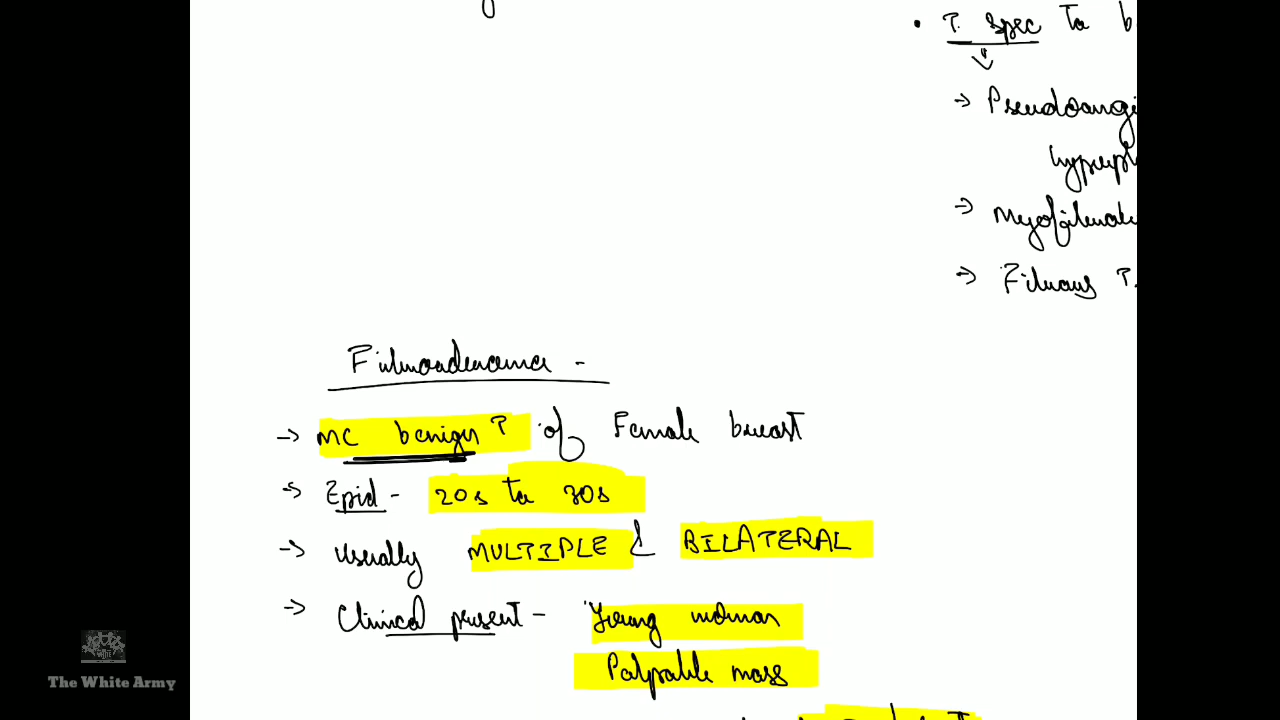 • T. spec to b
→ Pseudoangi
hyperpl
→ Myofibrobla
→ Fibrous T.
Fibroadenoma -
→ MC benign T of Female breast
→ Epid - 20s to 30s
→ Usually MULTIPLE & BILATERAL
→ Clinical present - Young woman
Palpable mass
The White Army